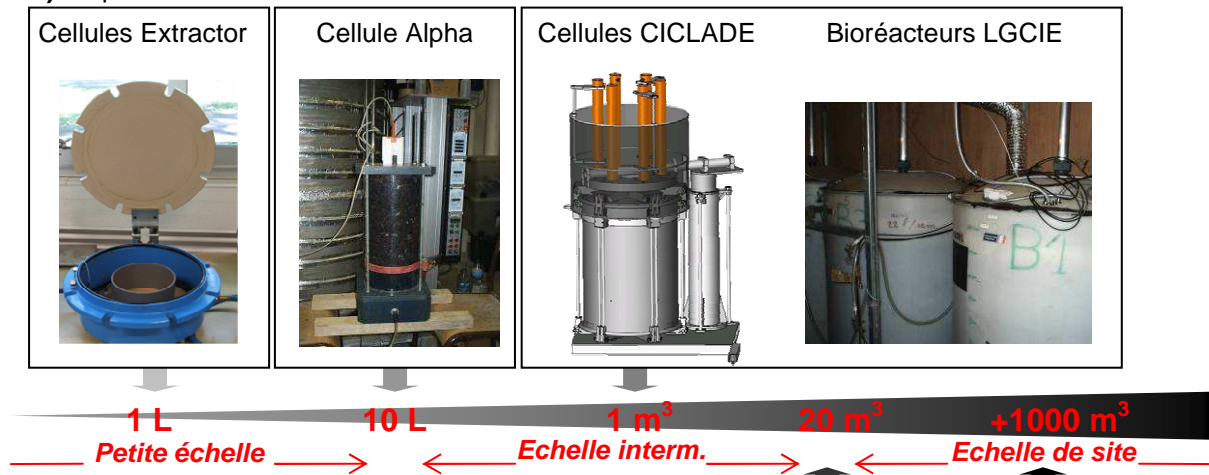 Cellules Extractor
Cellule Alpha
Cellules CICLADE
Bioréacteurs LGCIE
B1
1 L
10 L
1 m³
20 m³
+1000 m³
Petite échelle
Echelle interm.
Echelle de site